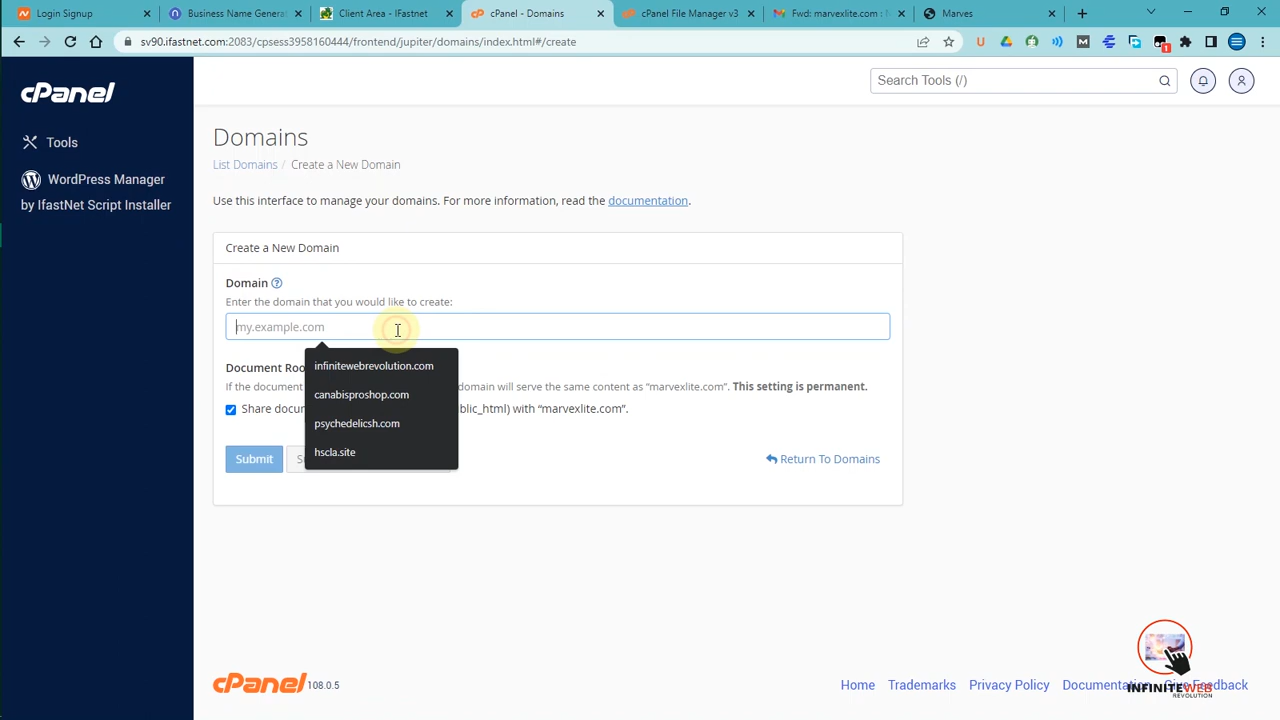 Login Signup
Business Name Generat
Client Area - IFastnet
cPanel - Domains
cPanel File Manager v3
Fwd: marvexlite.com : N
Marves
sv90.ifastnet.com:2083/cpsess3958160444/frontend/jupiter/domains/index.html#/create
cPanel
Search Tools (/)
Tools
WordPress Manager
by IfastNet Script Installer
Domains
List Domains / Create a New Domain
Use this interface to manage your domains. For more information, read the documentation.
Create a New Domain
Domain
Enter the domain that you would like to create:
my.example.com
infinitewebrevolution.com
canabisproshop.com
psychedelicsh.com
hscla.site
Document Roo
If the document domain will serve the same content as “marvexlite.com”. This setting is permanent.
Share docu blic_html) with “marvexlite.com”.
Submit
Return To Domains
cPanel 108.0.5
Home Trademarks Privacy Policy Documentation Give Feedback
INFINITEWEB
REVOLUTION